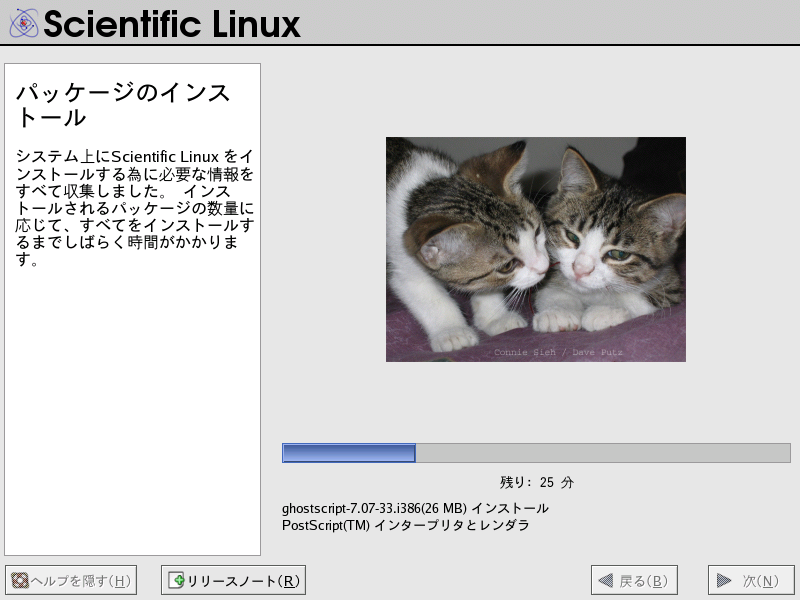 Scientific Linux
パッケージのインス
トール
システム上にScientific Linux をイ
ンストールする為に必要な情報を
すべて収集しました。 インス
トールされるパッケージの数量に
応じて、すべてをインストールす
るまでしばらく時間がかかりま
す。
Connie Sieh / Dave Putz
残り: 25 分
ghostscript-7.07-33.i386(26 MB) インストール
PostScript(TM) インタープリタとレンダラ
ヘルプを隠す(H)
リリースノート(R)
戻る(B)
次(N)